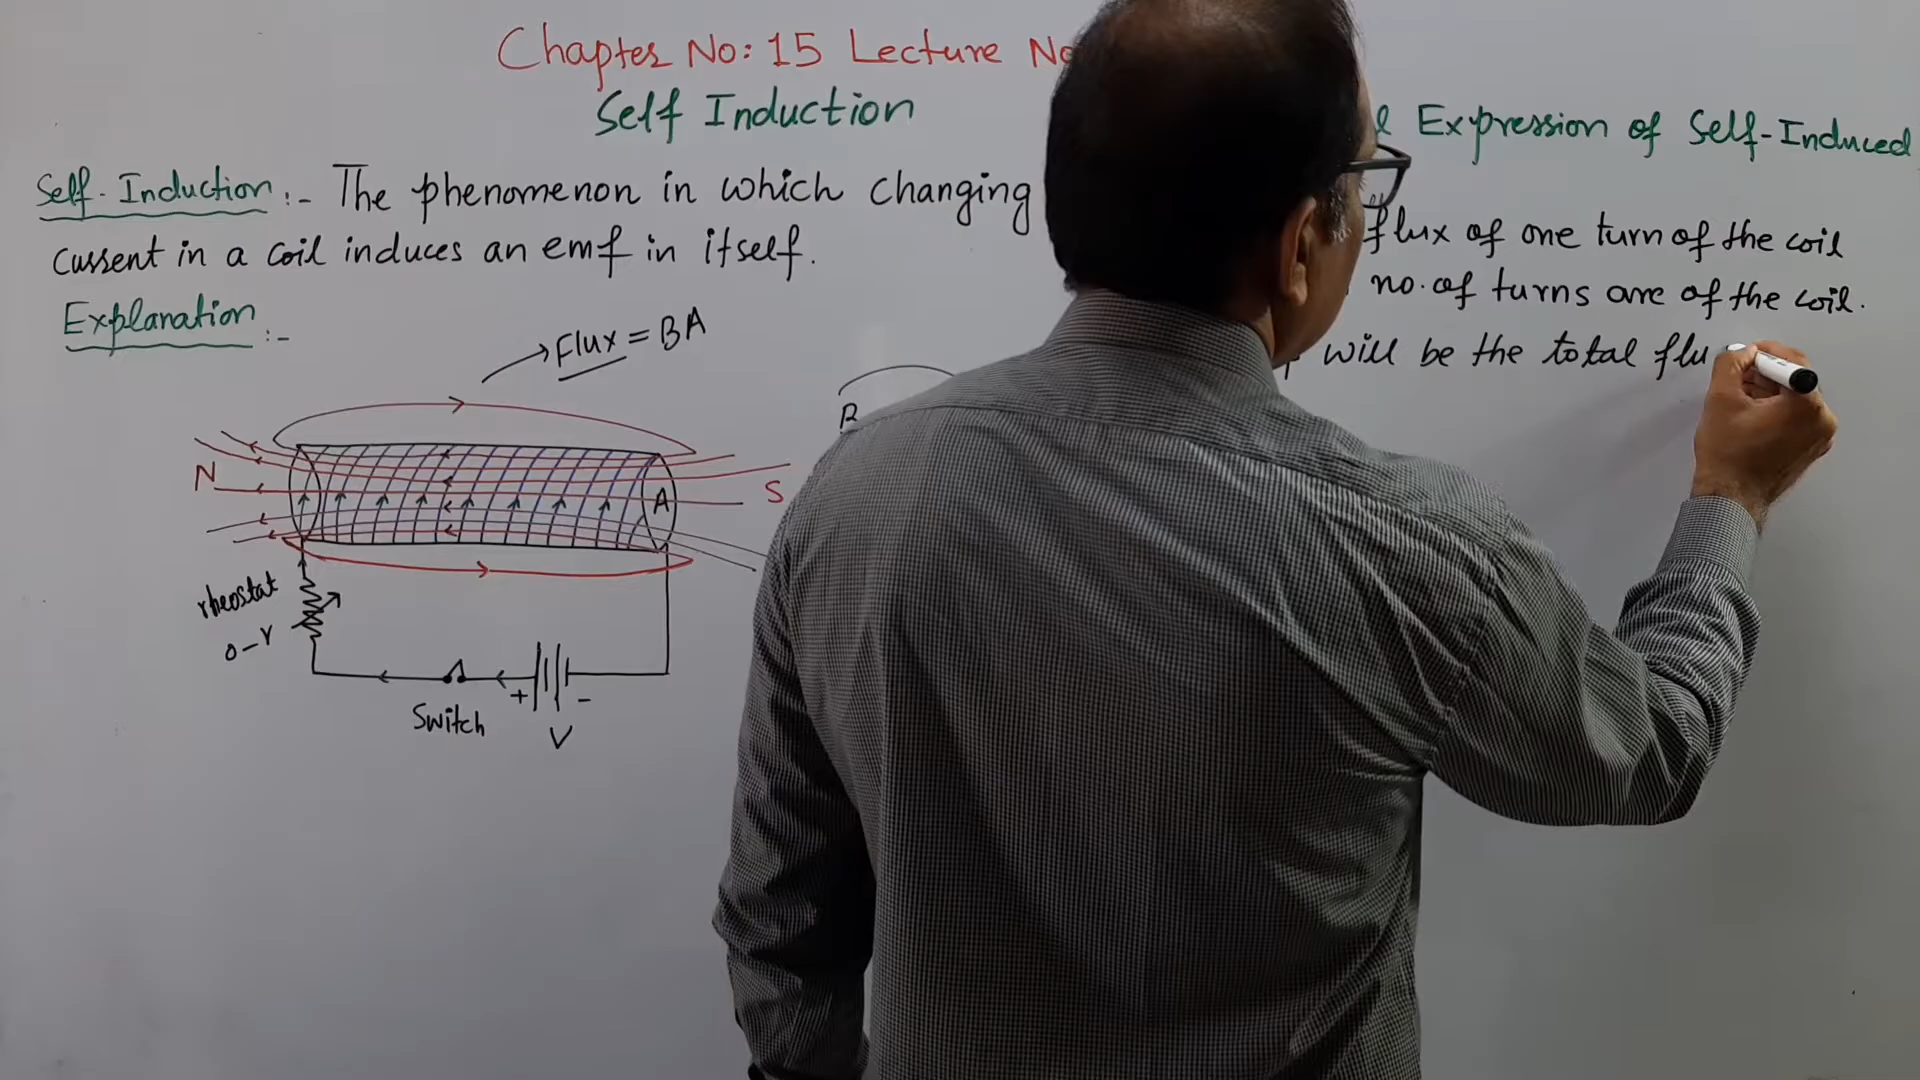 Chapter No: 15 Lecture No
Self Induction
Self-Induction :- The phenomenon in which changing
current in a coil induces an emf in itself.
Explanation :-
Flux = BA
N
S
A
rheostat
o-r
Switch
+
-
V
Expression of Self-Induced
flux of one turn of the coil
no. of turns are of the coil.
will be the total flu